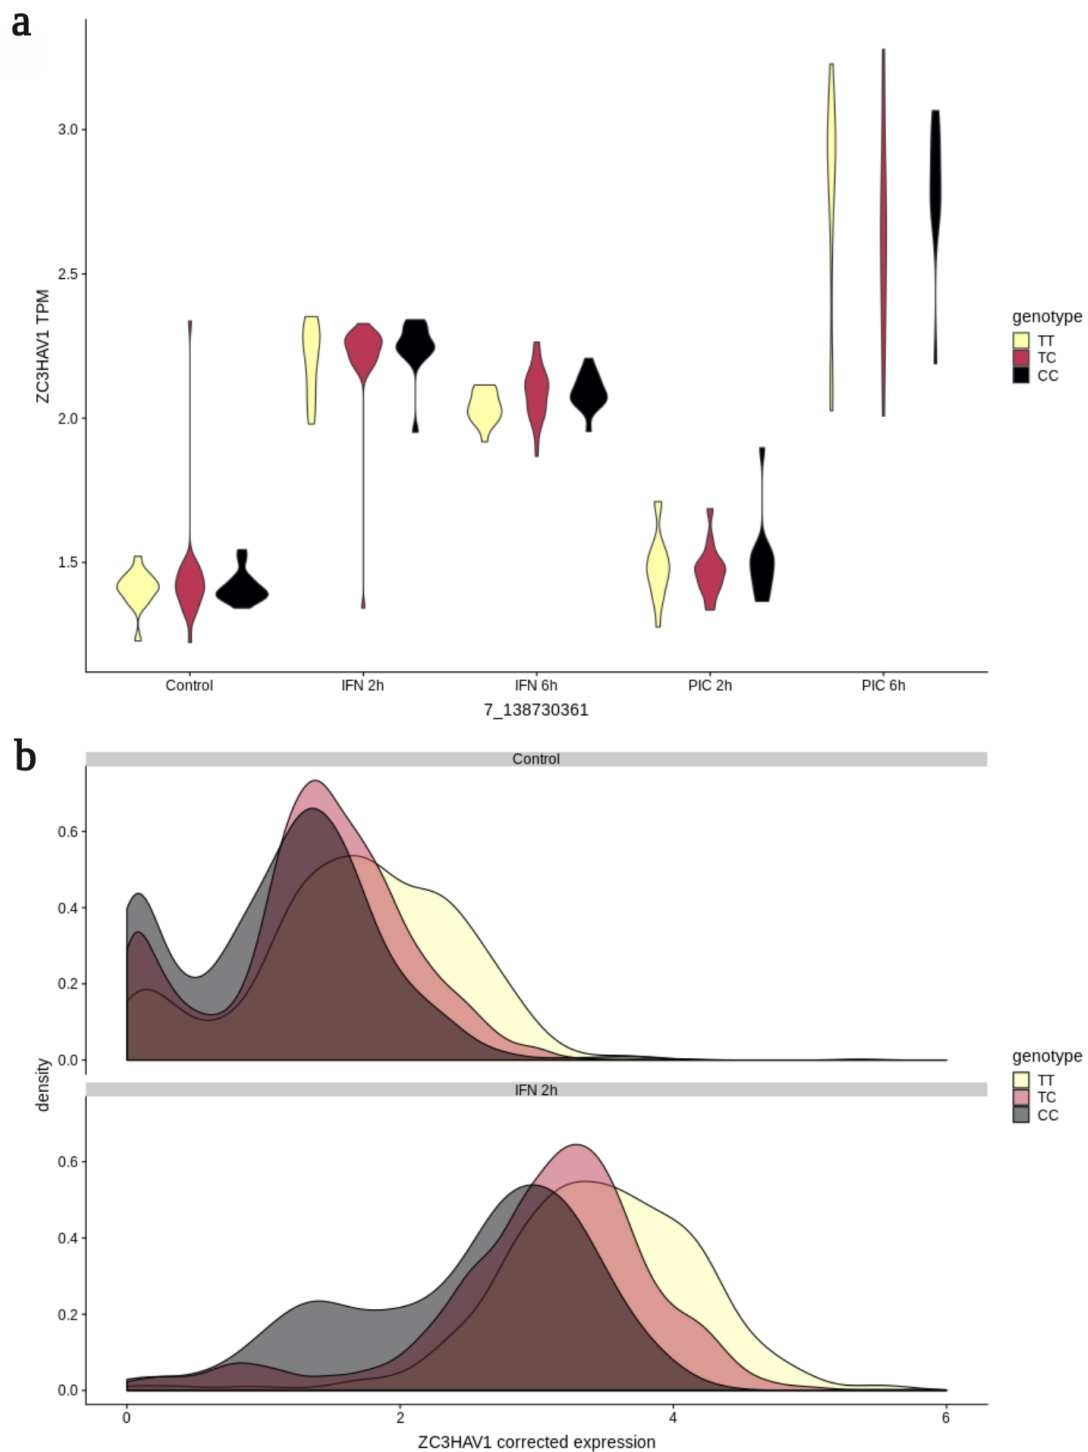 a
3.0
2.5
2.0
1.5
ZC3HAV1 TPM
Control IFN 2h IFN 6h PIC 2h PIC 6h
7_138730361
genotype
TT
TC
CC
b
Control
0.6
0.4
0.2
0.0
density
IFN 2h
0.6
0.4
0.2
0.0
0 2 4 6
ZC3HAV1 corrected expression
genotype
TT
TC
CC